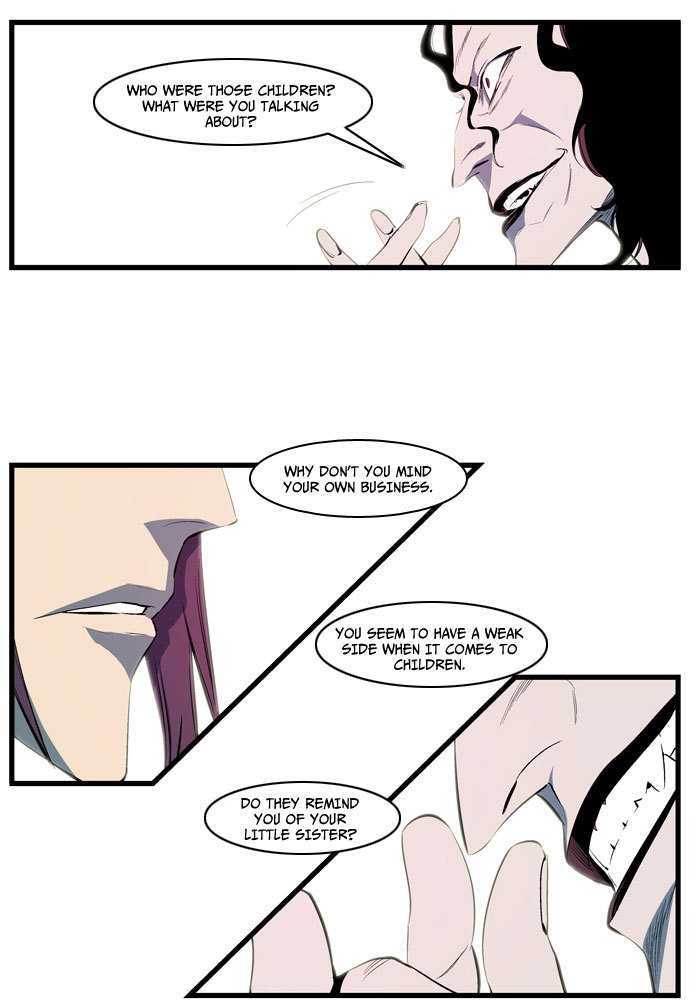 WHO WERE THOSE CHILDREN?
WHAT WERE YOU TALKING
ABOUT?
WHY DON'T YOU MIND
YOUR OWN BUSINESS.
YOU SEEM TO HAVE A WEAK
SIDE WHEN IT COMES TO
CHILDREN.
DO THEY REMIND
YOU OF YOUR
LITTLE SISTER?